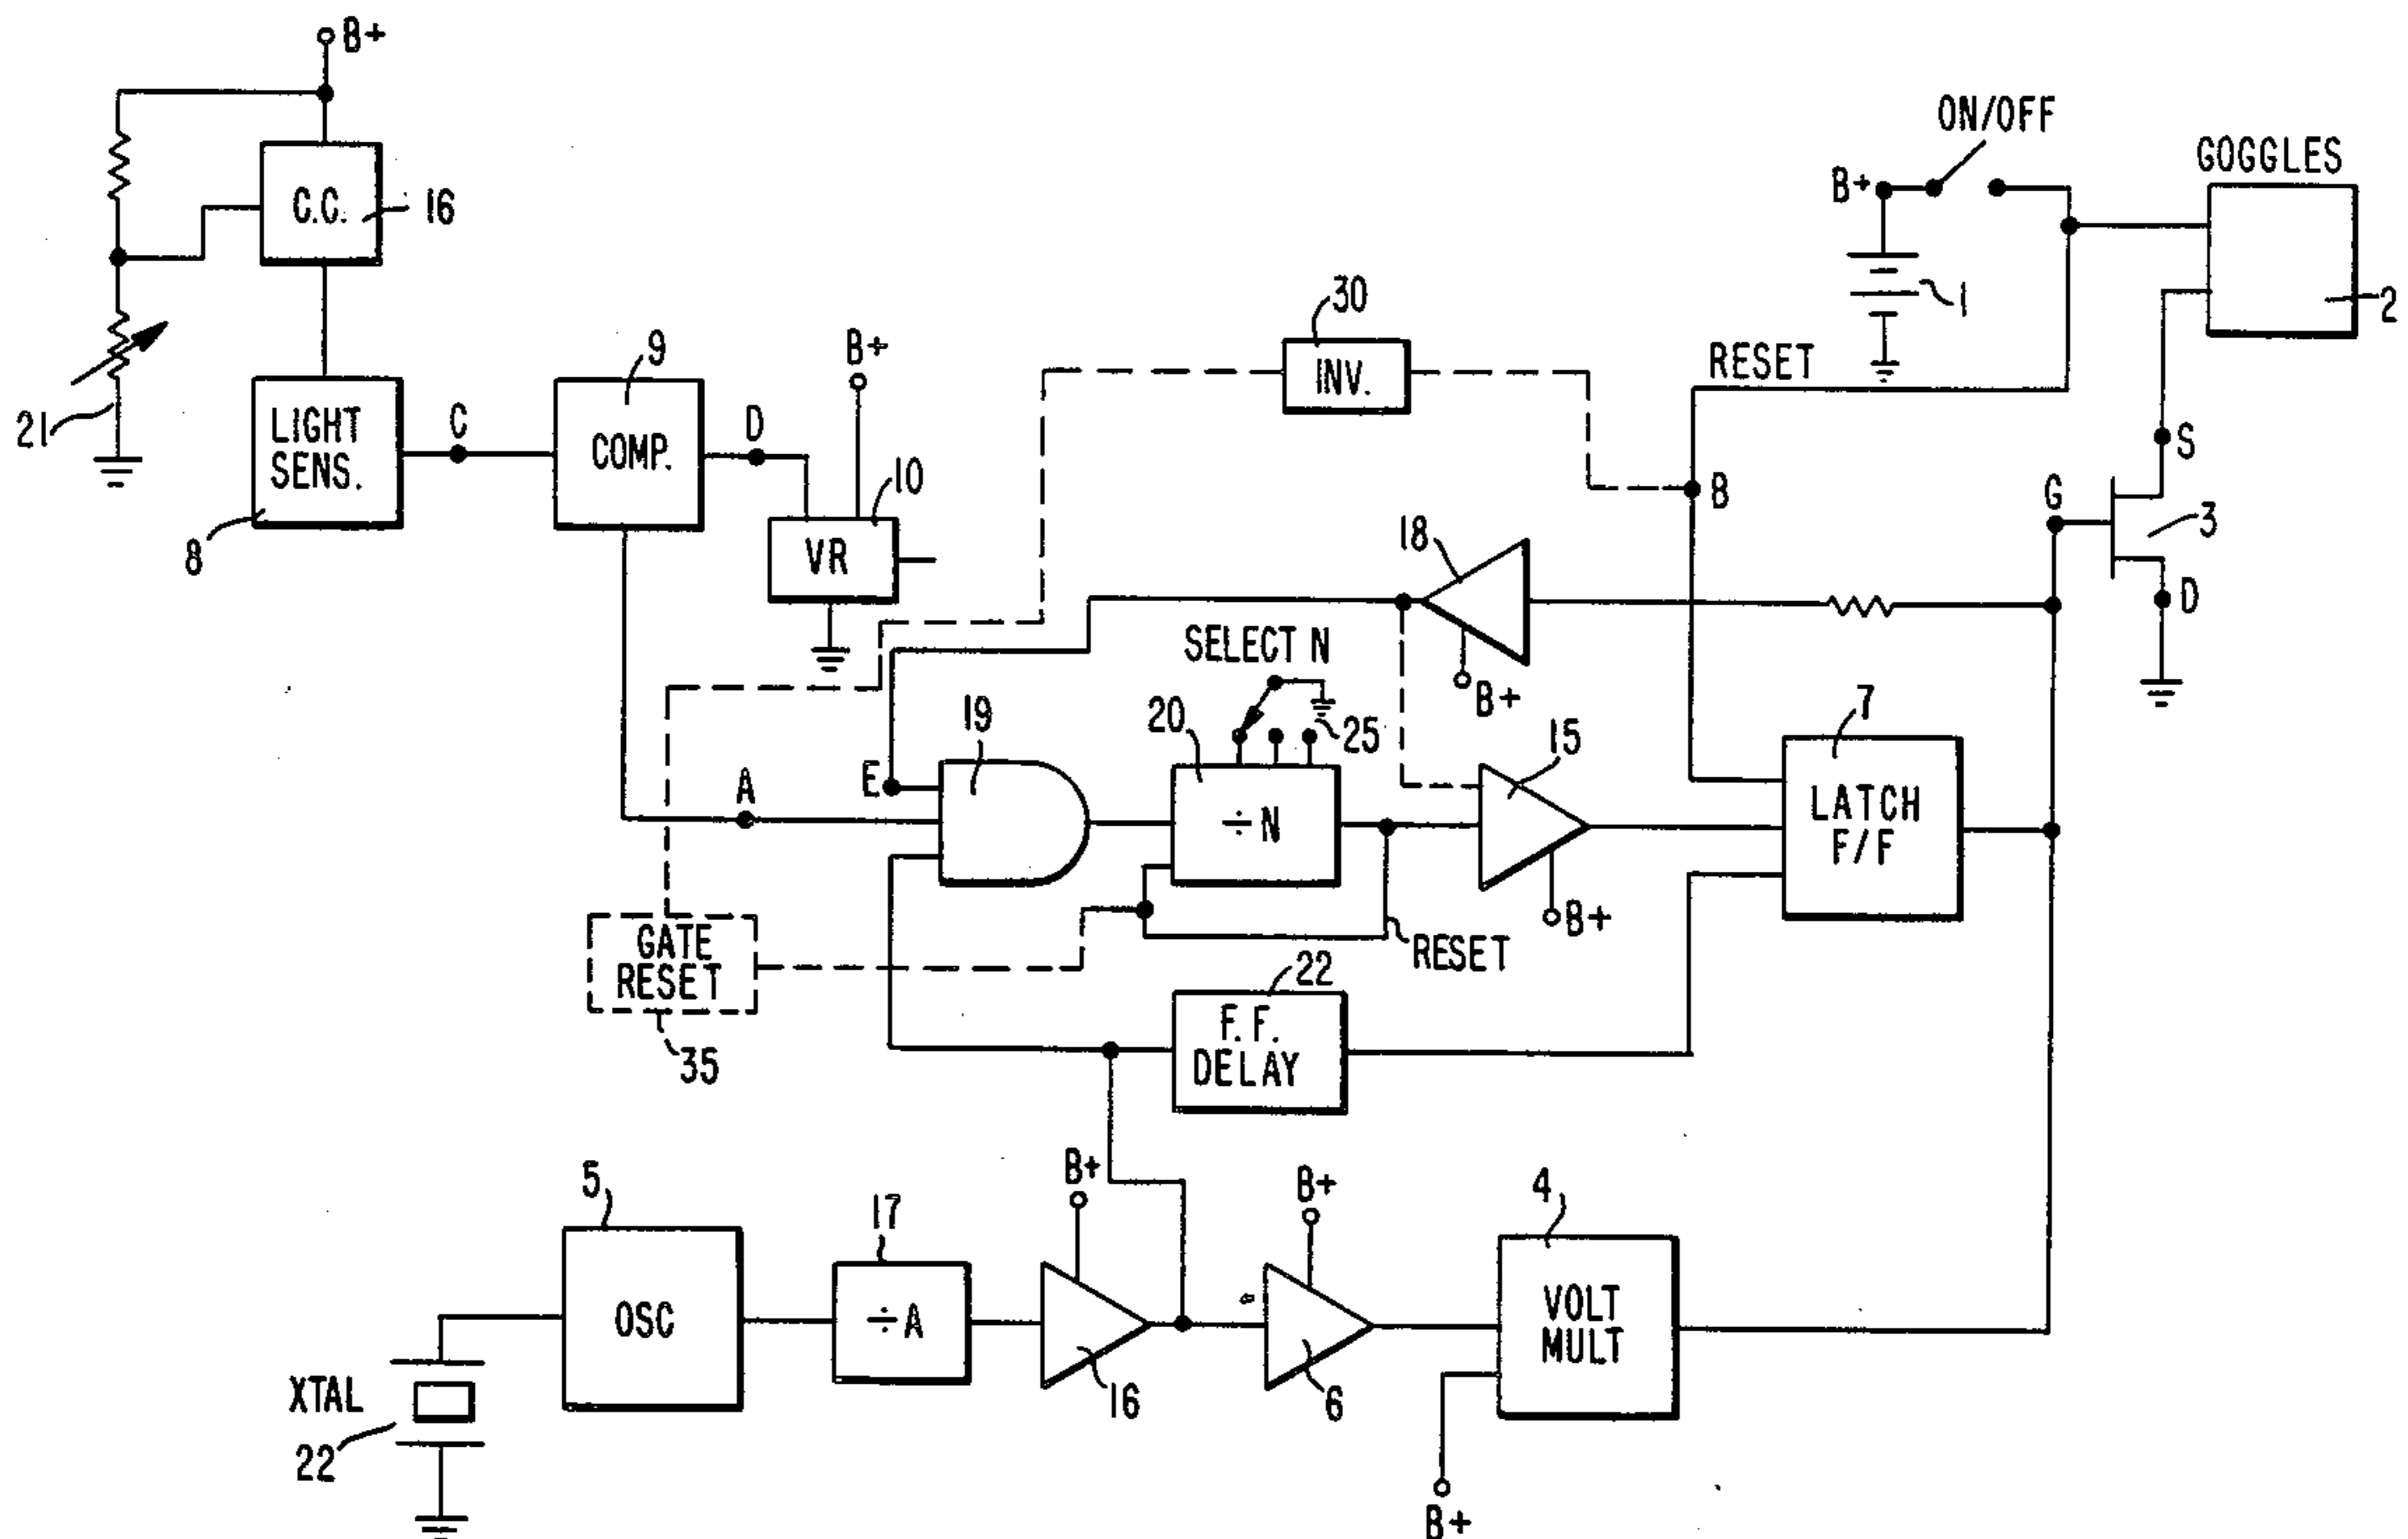 B+
ON/OFF
GOGGLES
C.C.
16
B+
1
2
30
INV.
RESET
9
B+
21
LIGHT
SENS.
C
COMP.
D
10
B
S
G
3
8
VR
18
D
SELECT N
B+
19
20
25
15
7
E
A
÷N
LATCH
F/F
B+
GATE
RESET
RESET
22
35
F.F.
DELAY
5
17
B+
B+
4
OSC
÷A
VOLT
MULT
XTAL
22
16
6
B+